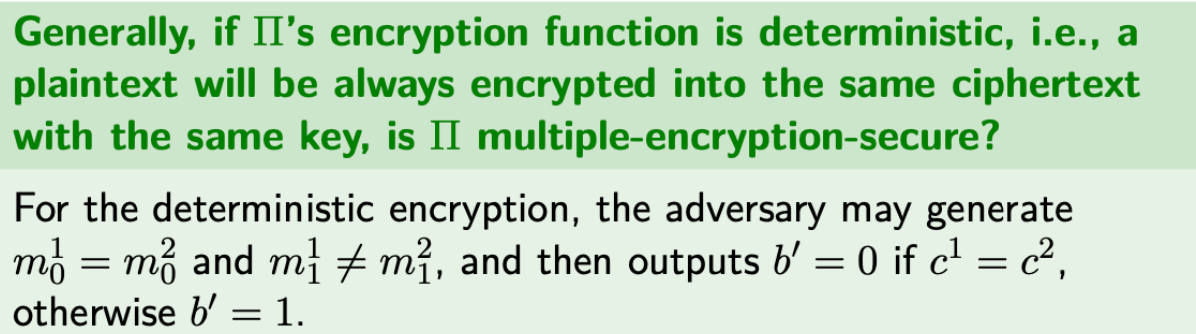 Generally, if Π's encryption function is deterministic, i.e., a
plaintext will be always encrypted into the same ciphertext
with the same key, is Π multiple-encryption-secure?
For the deterministic encryption, the adversary may generate
$m_0^1 = m_0^2$ and $m_1^1 \neq m_1^2$, and then outputs $b' = 0$ if $c^1 = c^2$,
otherwise $b' = 1$.